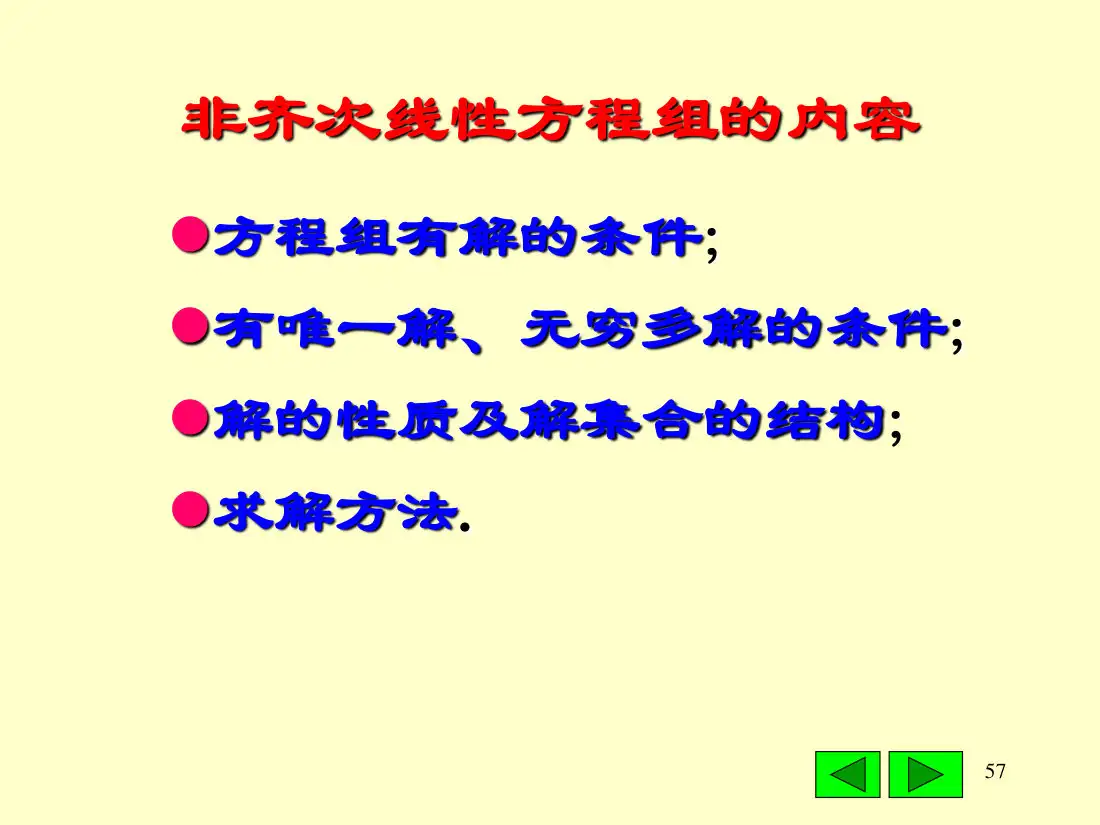 非齐次线性方程组的内容
●方程组有解的条件;
●有唯一解、无穷多解的条件;
●解的性质及解集合的结构;
●求解方法.
57